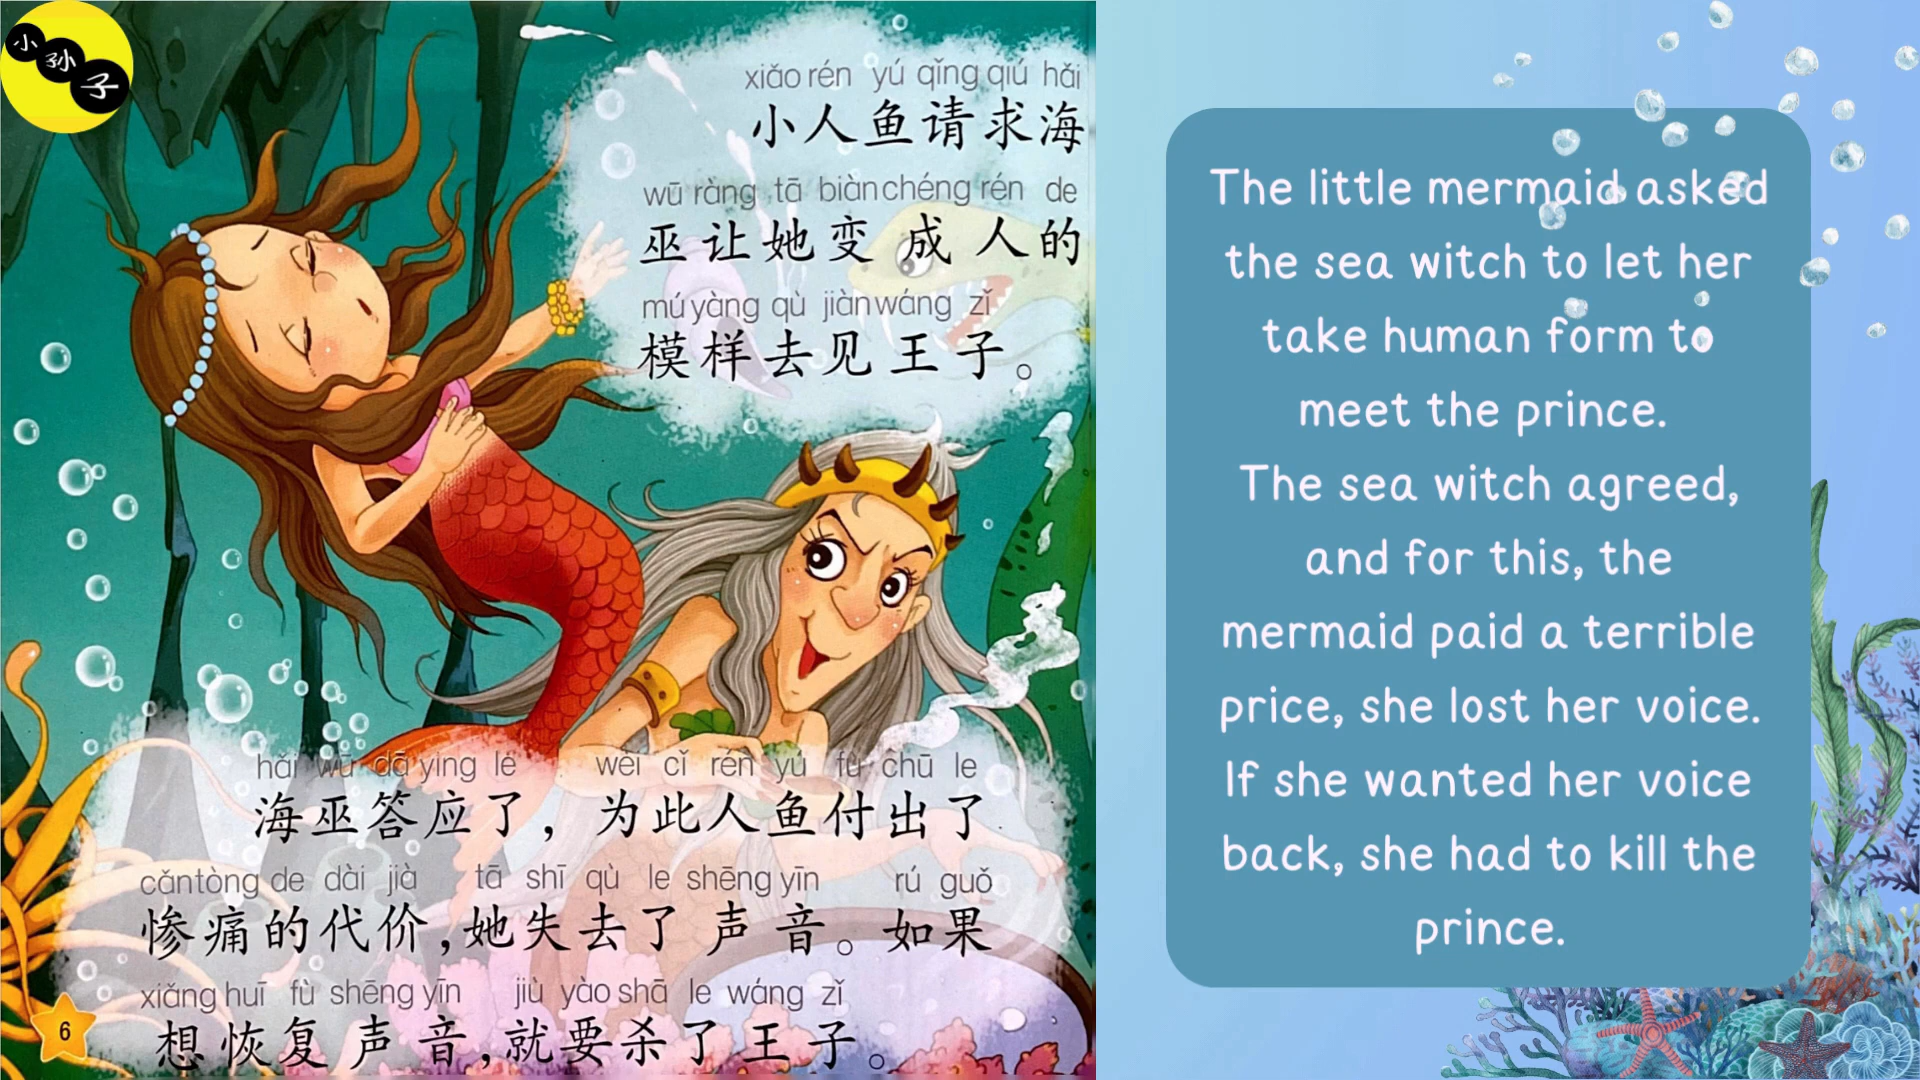 小孙子
xiǎo rén yú qǐng qiú hǎi
小人鱼请求海
wū ràng tā biàn chéng rén de
巫让她变成人的
mú yàng qù jiàn wáng zǐ
模样去见王子。
hǎi wū dā ying le wèi cǐ rén yú fù chū le
海巫答应了，为此人鱼付出了
cǎn tòng de dài jià tā shī qù le shēng yīn rú guǒ
惨痛的代价，她失去了声音。如果
xiǎng huī fù shēng yīn jiù yào shā le wáng zǐ
想恢复声音，就要杀了王子。
6
The little mermaid asked
the sea witch to let her
take human form to
meet the prince.
The sea witch agreed,
and for this, the
mermaid paid a terrible
price, she lost her voice.
If she wanted her voice
back, she had to kill the
prince.